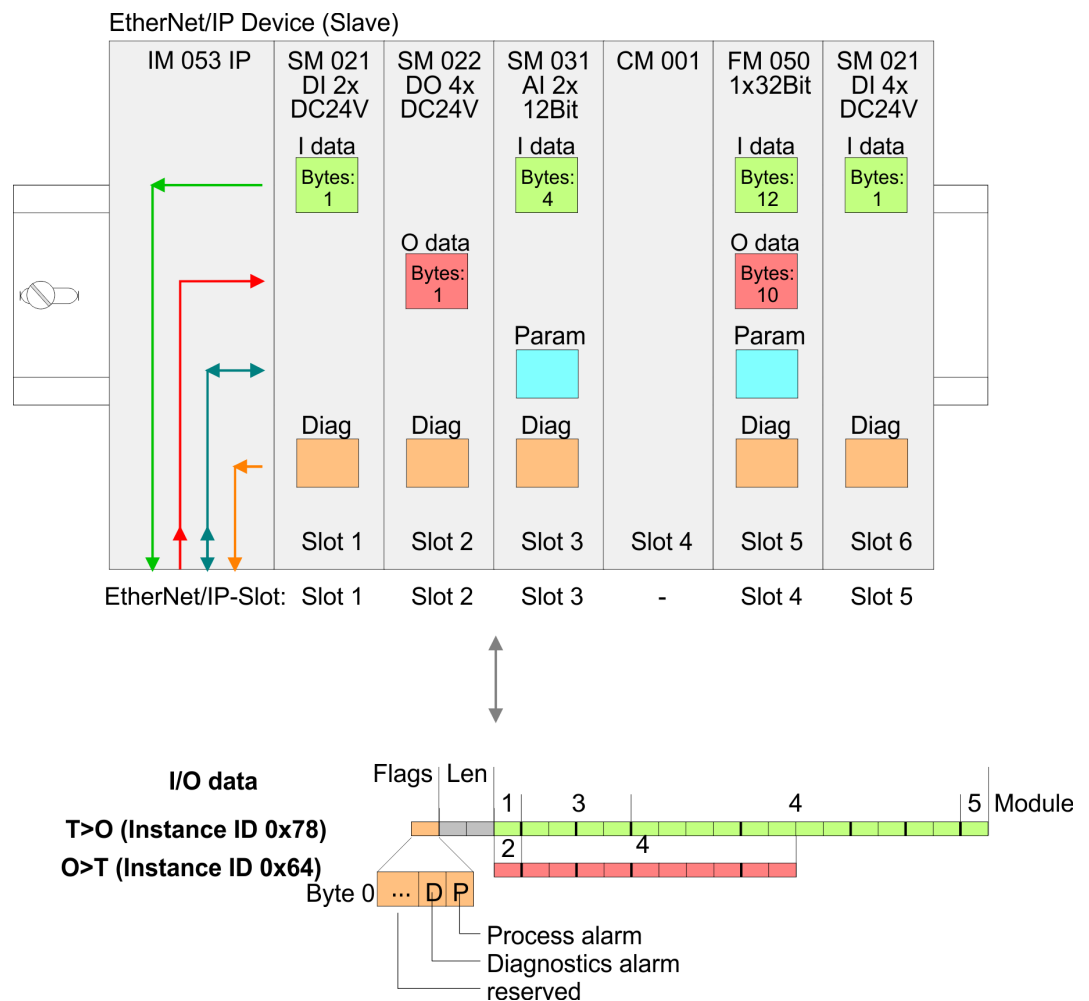 EtherNet/IP Device (Slave)
IM 053 IP
SM 021
DI 2x
DC24V
SM 022
DO 4x
DC24V
SM 031
AI 2x
12Bit
CM 001
FM 050
1x32Bit
SM 021
DI 4x
DC24V
I data
Bytes:
1
I data
Bytes:
4
I data
Bytes:
12
I data
Bytes:
1
O data
Bytes:
1
O data
Bytes:
10
Param
Param
Diag
Diag
Diag
Diag
Diag
Slot 1
Slot 2
Slot 3
Slot 4
Slot 5
Slot 6
EtherNet/IP-Slot: Slot 1 Slot 2 Slot 3 - Slot 4 Slot 5
I/O data
Flags Len
1 3 4 5 Module
T>O (Instance ID 0x78)
2 4
O>T (Instance ID 0x64)
Byte 0 ... D P
Process alarm
Diagnostics alarm
reserved